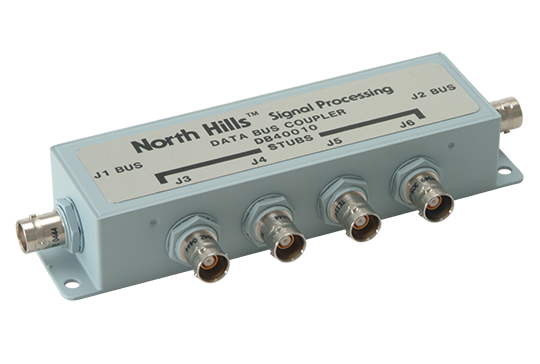 North Hills™ Signal Processing
DATA BUS COUPLER
DB40010
STUBS
J1 BUS
J2 BUS
J3
J4
J5
J6